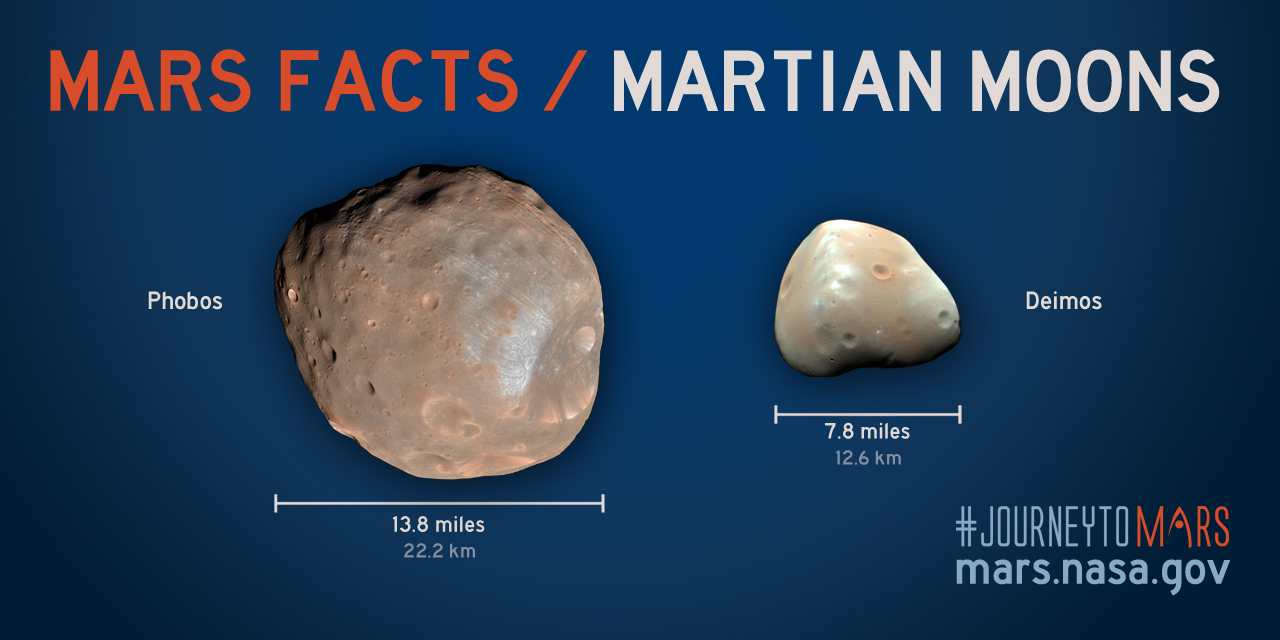 MARS FACTS / MARTIAN MOONS
Phobos
Deimos
13.8 miles
22.2 km
7.8 miles
12.6 km
#JOURNEYTOMARS
mars.nasa.gov